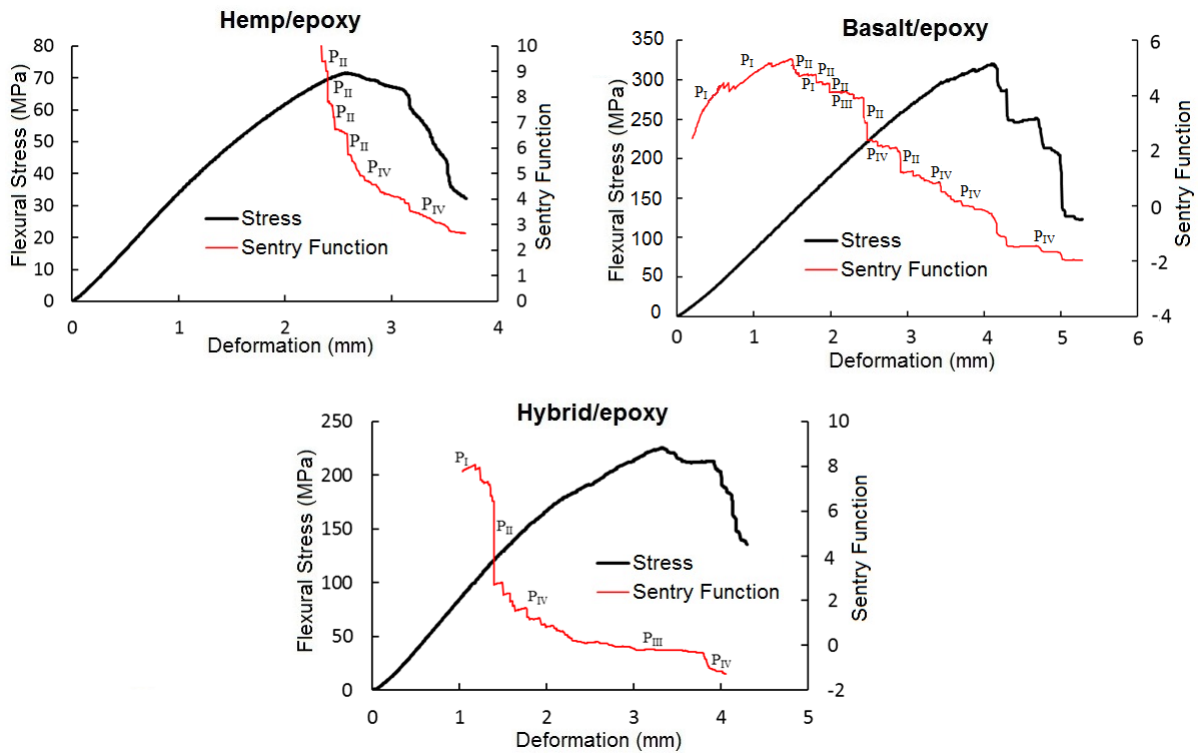 Hemp/epoxy
Flexural Stress (MPa)
80
70
60
50
40
30
20
10
0
0
1
2
3
4
Deformation (mm)
10
9
8
7
6
5
4
3
2
1
0
Sentry Function
PII
PII
PII
PII
PIV
PIV
Stress
Sentry Function
Basalt/epoxy
Flexural Stress (MPa)
350
300
250
200
150
100
50
0
0
1
2
3
4
5
6
Deformation (mm)
6
4
2
0
-2
-4
Sentry Function
PI
PI
PII
PII
PI
PII
PIII
PII
PIV
PII
PIV
PIV
PIV
Stress
Sentry Function
Hybrid/epoxy
Flexural Stress (MPa)
250
200
150
100
50
0
0
1
2
3
4
5
Deformation (mm)
10
8
6
4
2
0
-2
Sentry Function
PI
PII
PIV
PIII
PIV
Stress
Sentry Function